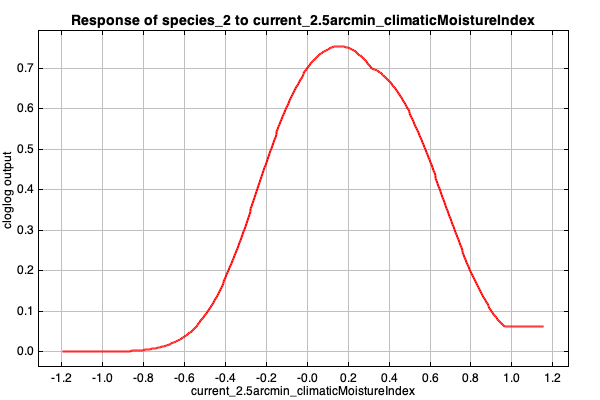 Response of species_2 to current_2.5arcmin_climaticMoistureIndex
0.7
0.6
0.5
0.4
0.3
0.2
0.1
0.0
cloglog output
-1.2 -1.0 -0.8 -0.6 -0.4 -0.2 -0.0 0.2 0.4 0.6 0.8 1.0 1.2
current_2.5arcmin_climaticMoistureIndex